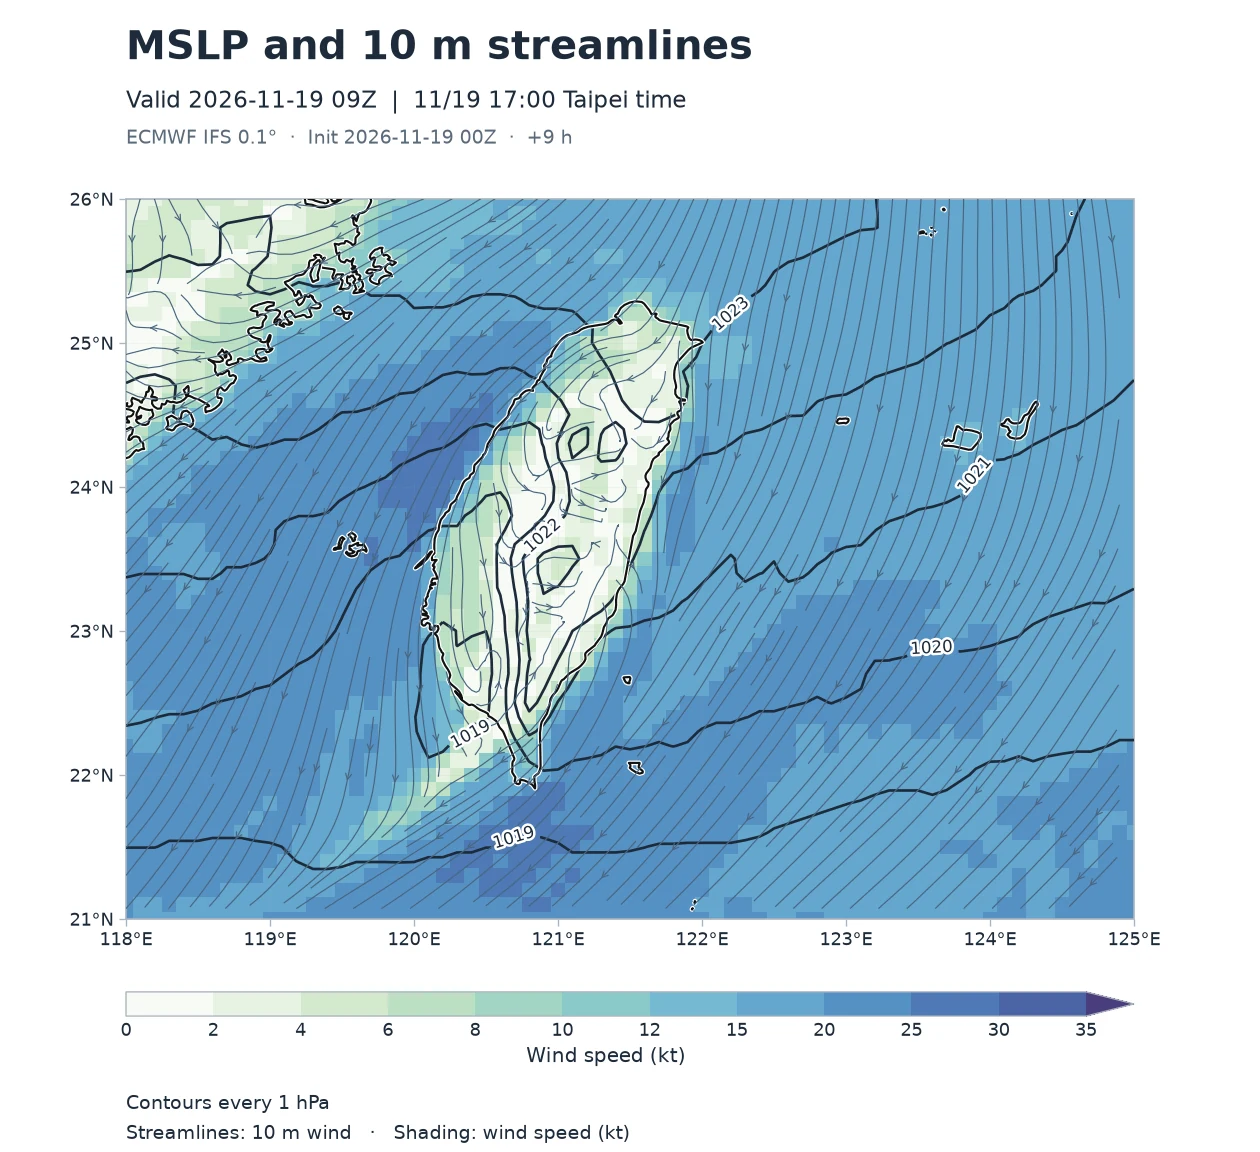 MSLP and 10 m streamlines
Valid 2026-11-19 09Z | 11/19 17:00 Taipei time
ECMWF IFS 0.1° · Init 2026-11-19 00Z · +9 h
26°N
25°N
24°N
23°N
22°N
21°N
1023
1021
1022
1020
1019
1019
118°E 119°E 120°E 121°E 122°E 123°E 124°E 125°E
0 2 4 6 8 10 12 15 20 25 30 35
Wind speed (kt)
Contours every 1 hPa
Streamlines: 10 m wind · Shading: wind speed (kt)